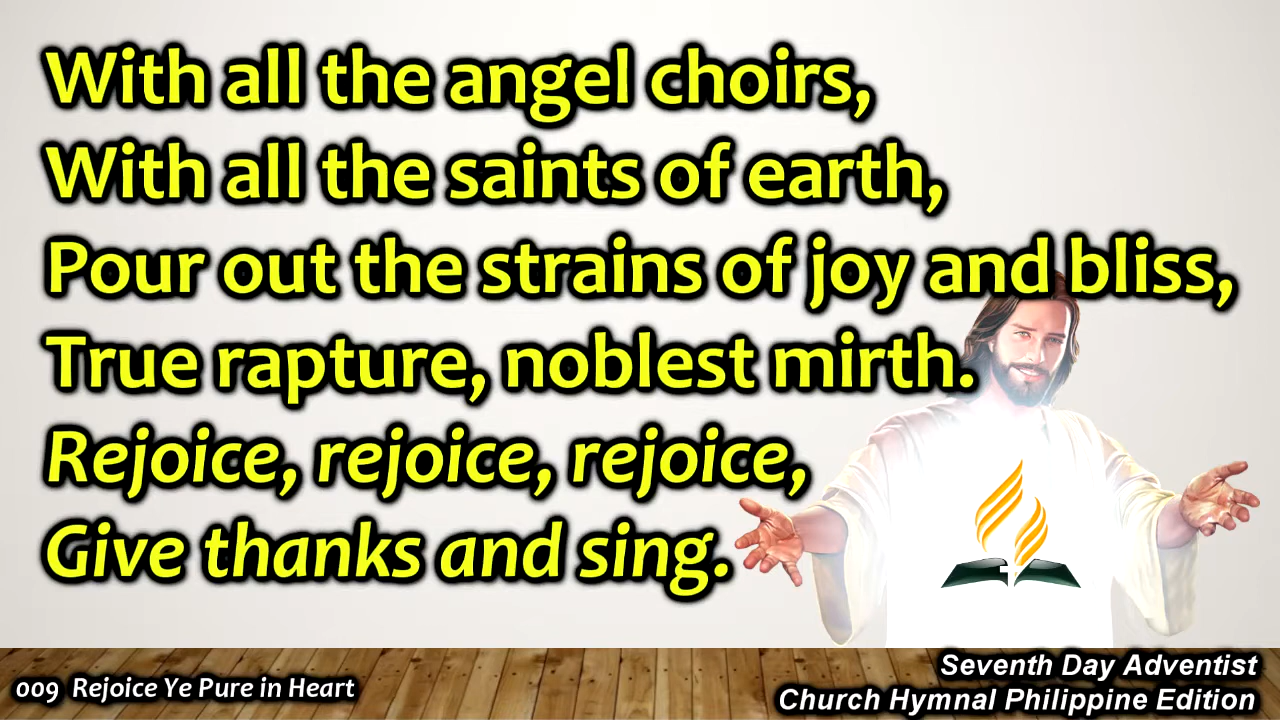 With all the angel choirs,
With all the saints of earth,
Pour out the strains of joy and bliss,
True rapture, noblest mirth.
Rejoice, rejoice, rejoice,
Give thanks and sing.
009 Rejoice Ye Pure in Heart
Seventh Day Adventist
Church Hymnal Philippine Edition